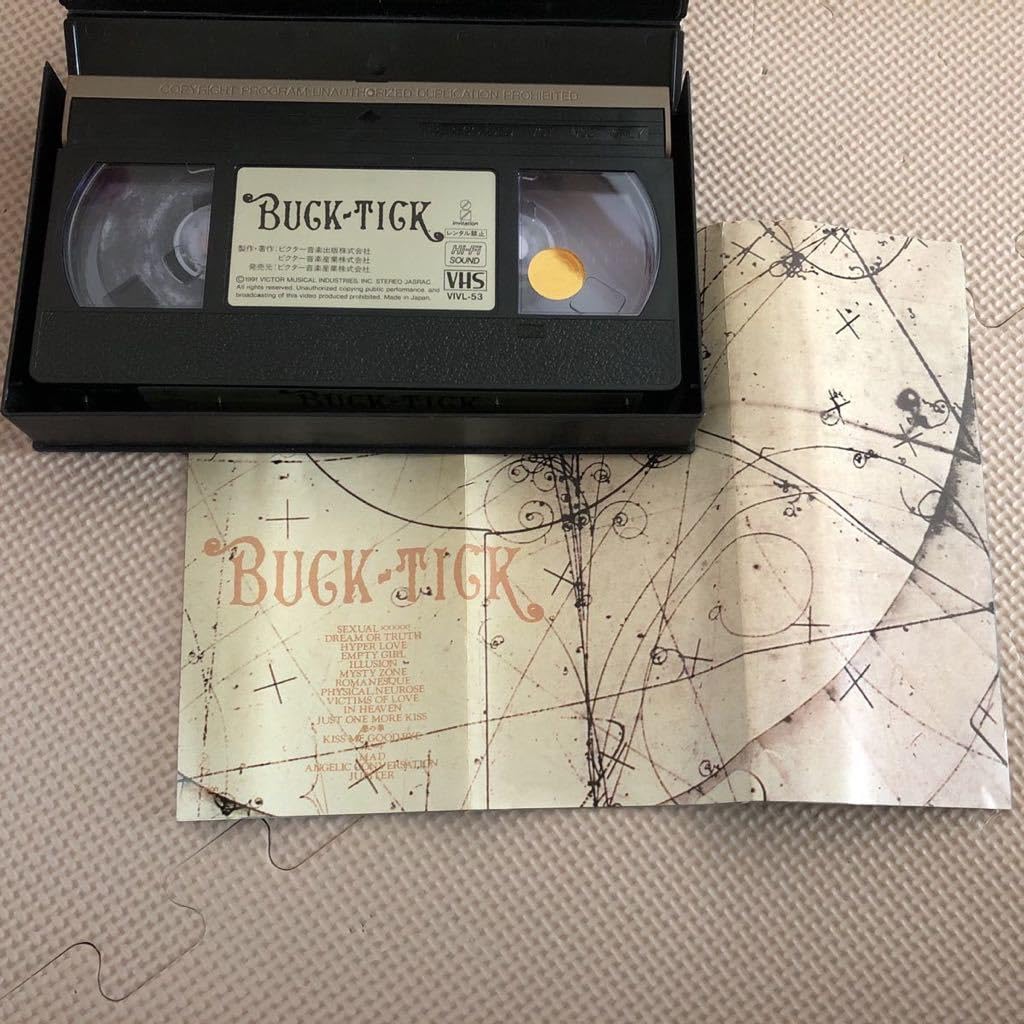 COPYRIGHT PROGRAM UNAUTHORIZED DUPLICATION PROHIBITED
BUCK-TICK
製作・著作：ビクター音楽出版株式会社
ビクター音楽産業株式会社
発売元：ビクター音楽産業株式会社
©1991 VICTOR MUSICAL INDUSTRIES, INC. STEREO JASRAC
All rights reserved. Unauthorized copying public performance, and
broadcasting of this video produced prohibited. Made in Japan.
invitation
レンタル禁止
Hi-Fi
SOUND
VHS
VIVL-53
BUCK-TICK
BUCK-TICK
SEXUAL ×××××!
DREAM OR TRUTH
HYPER LOVE
EMPTY GIRL
ILLUSION
MYSTY ZONE
ROMANESQUE
PHYSICAL NEUROSE
VICTIMS OF LOVE
IN HEAVEN
JUST ONE MORE KISS
悪の華
KISS ME GOOD-BYE
MAD
ANGELIC CONVERSATION
JUPITER